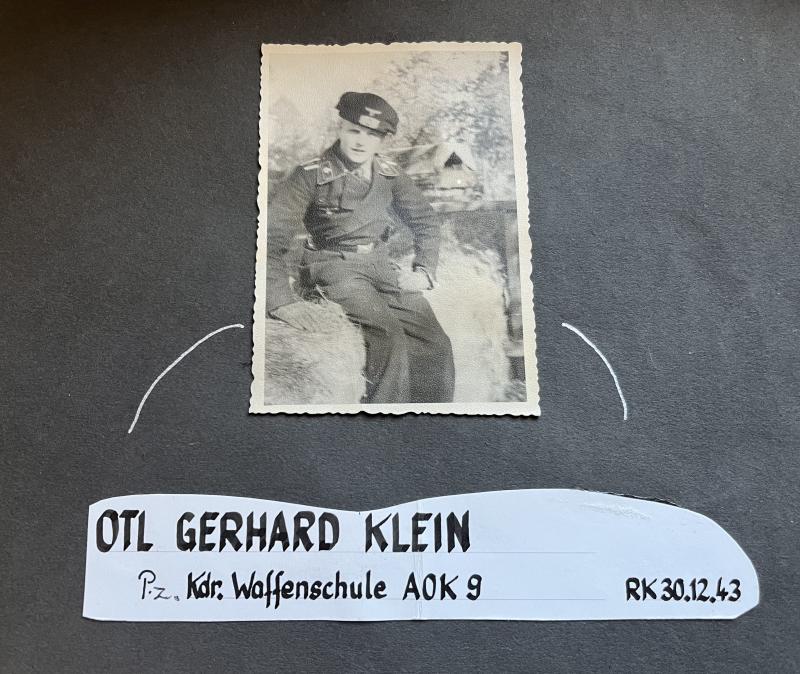 OTL GERHARD KLEIN
Pz. Kdr. Waffenschule AOK 9 RK 30.12.43